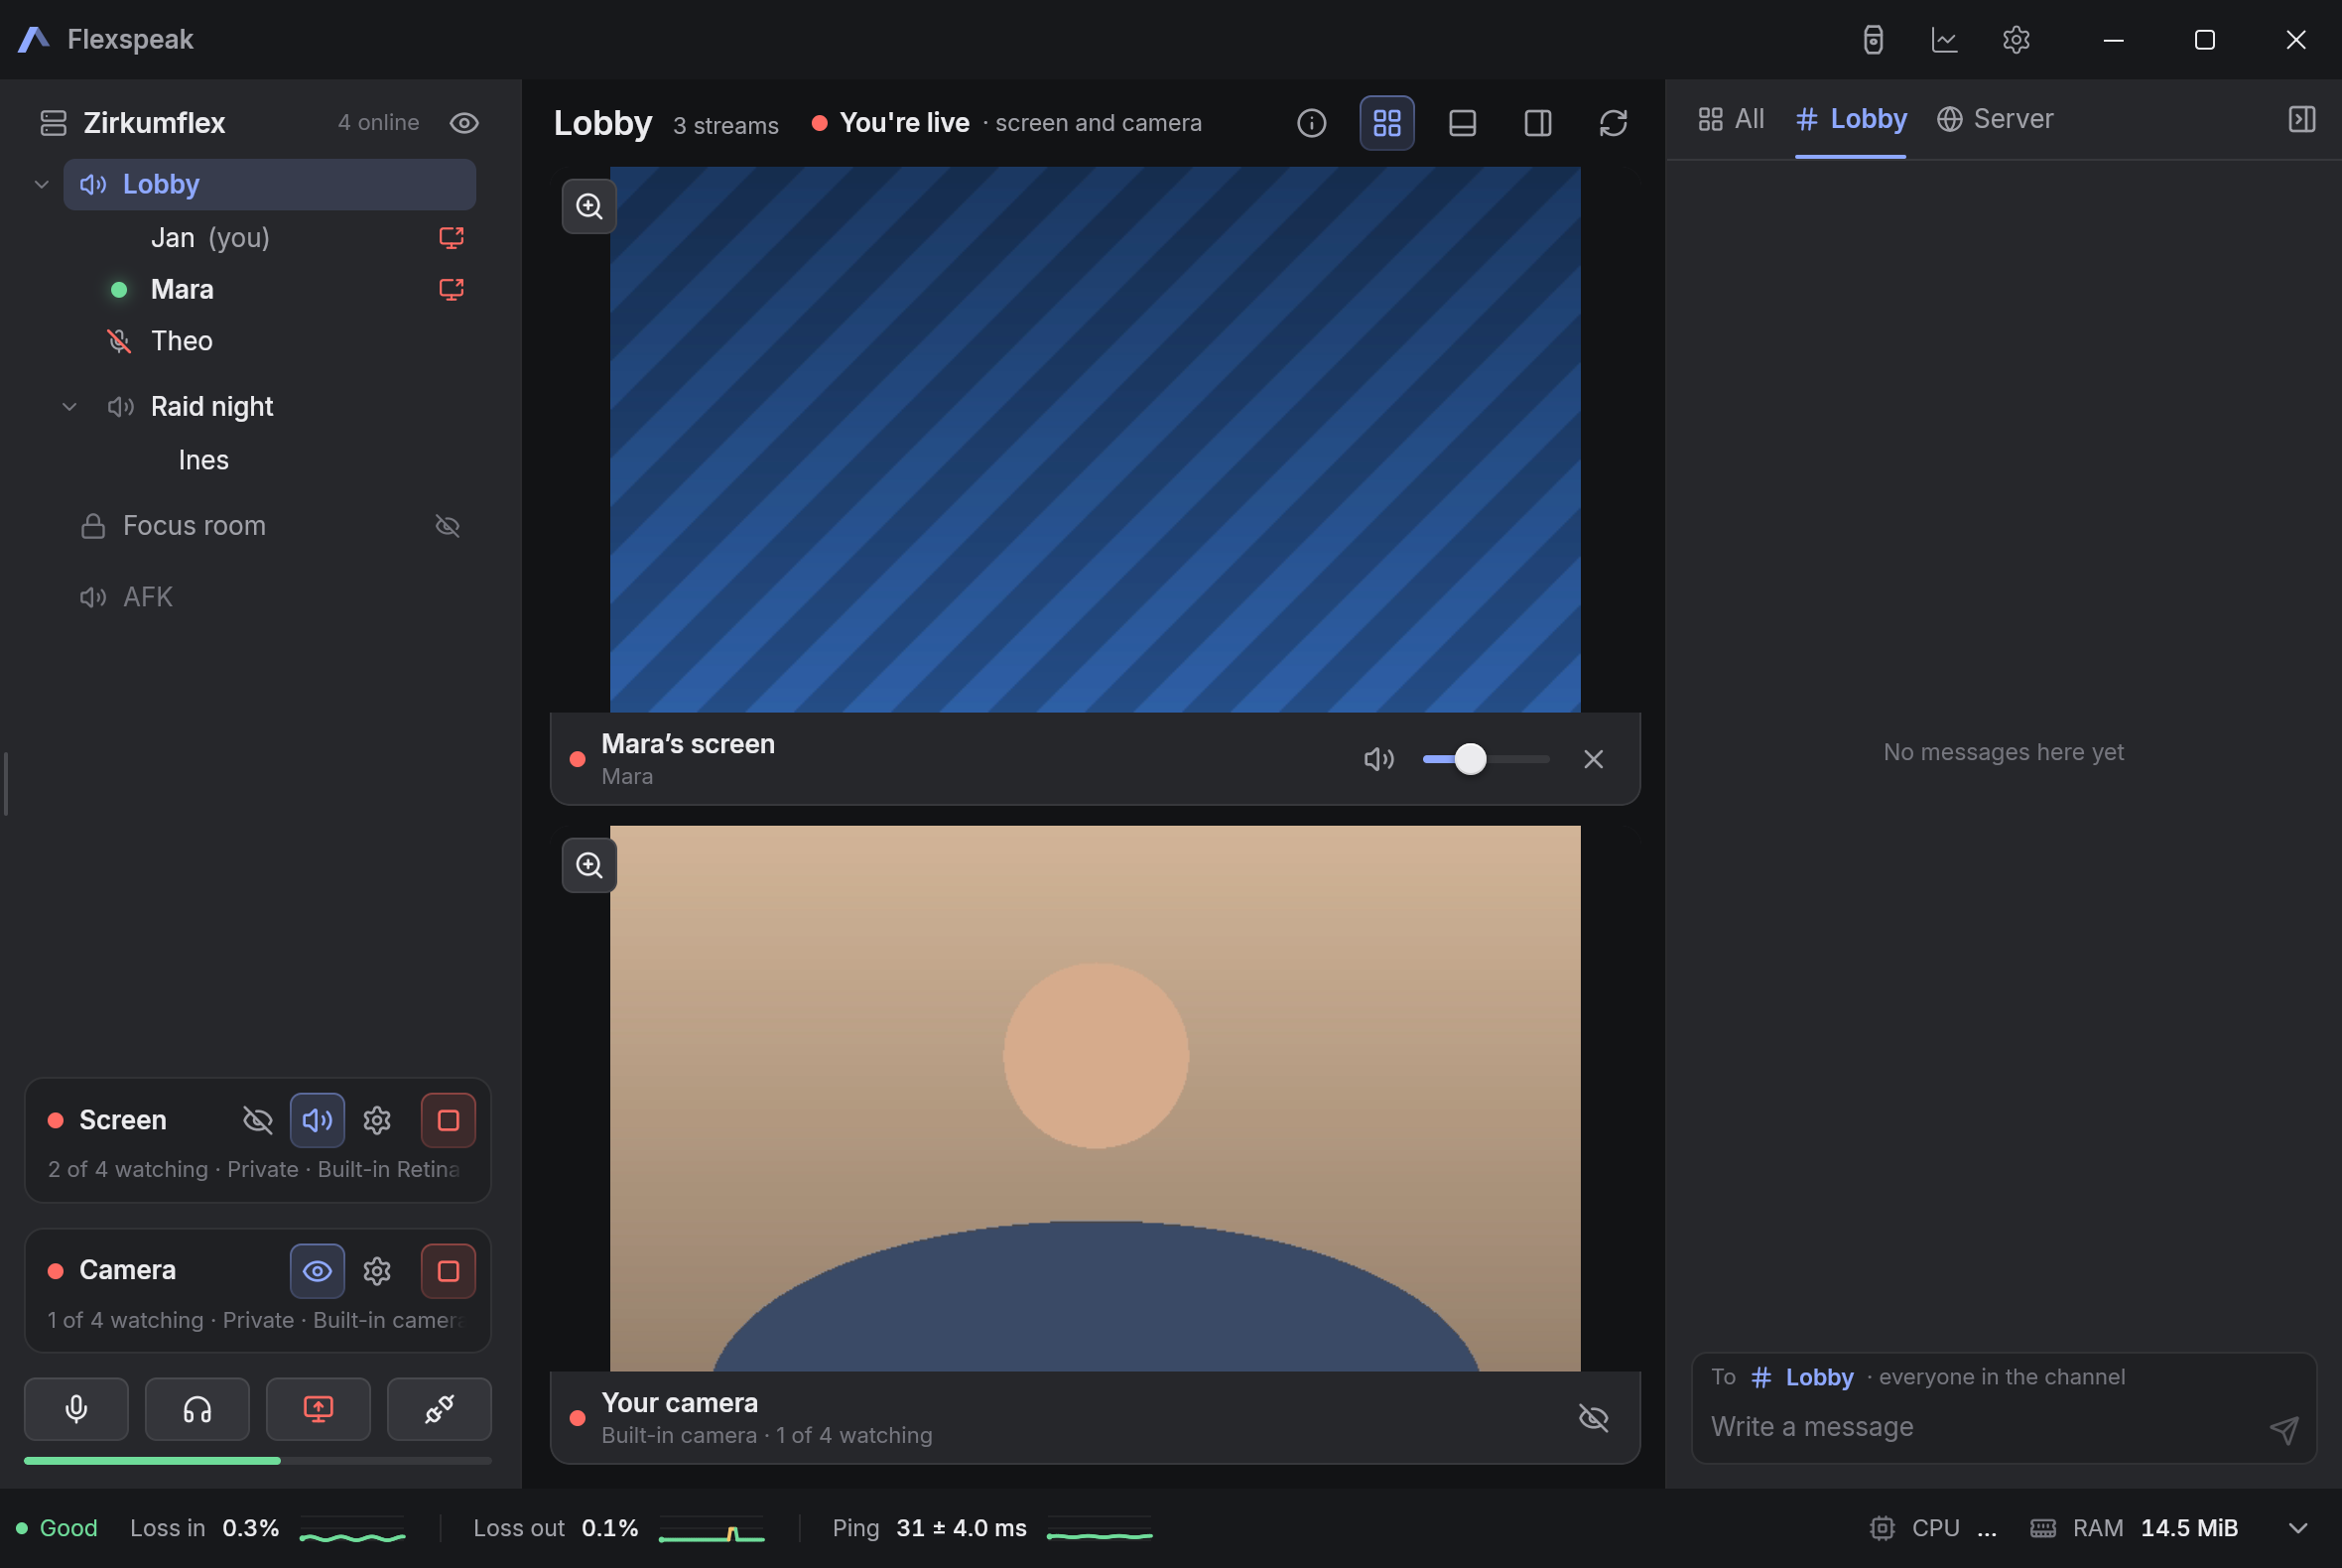 Flexspeak
Zirkumflex 4 online
Lobby
Jan (you)
Mara
Theo
Raid night
Ines
Focus room
AFK
Screen
2 of 4 watching · Private · Built-in Retina
Camera
1 of 4 watching · Private · Built-in camera
Lobby 3 streams You're live · screen and camera
Mara’s screen
Mara
Your camera
Built-in camera · 1 of 4 watching
All # Lobby Server
No messages here yet
To # Lobby · everyone in the channel
Write a message
Good Loss in 0.3% Loss out 0.1% Ping 31 ± 4.0 ms CPU ... RAM 14.5 MiB